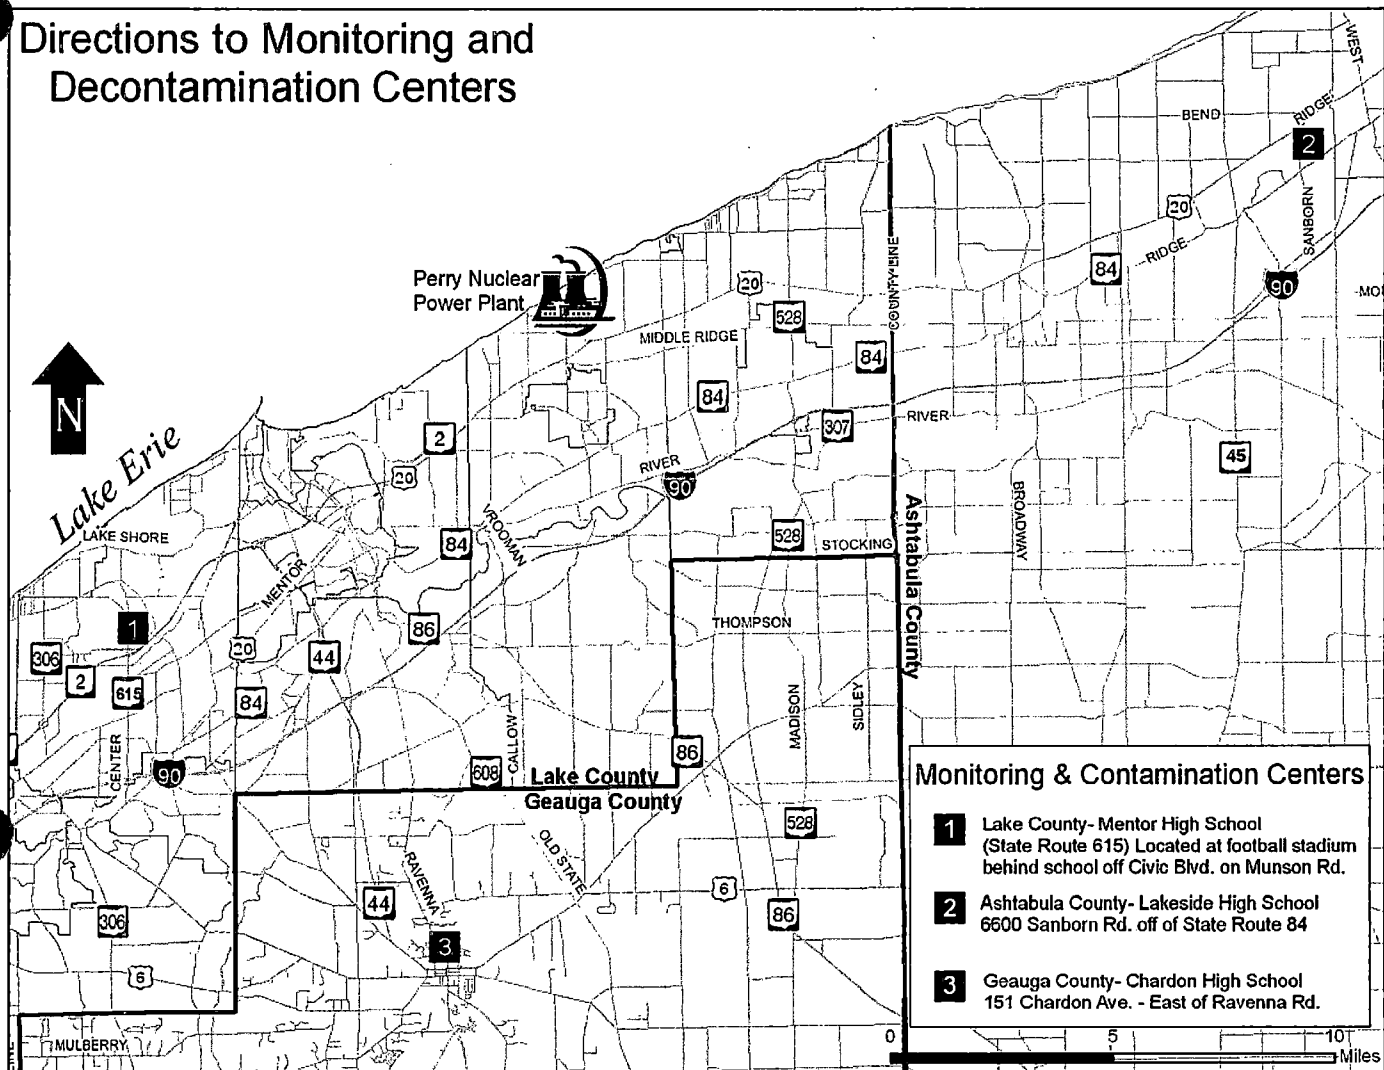 Directions to Monitoring and
Decontamination Centers
WEST
BEND
RIDGE
2
20
SANBORN
RIDGE
84
90
COUNTY LINE
Perry Nuclear
Power Plant
20
528
MIDDLE RIDGE
84
84
N
307
RIVER
2
45
Lake Erie
20
RIVER
90
BROADWAY
LAKE SHORE
VROOMAN
84
528
STOCKING
Ashtabula County
MENTOR
1
86
THOMPSON
306
20
44
2
615
84
MADISON
SIDLEY
CALLOW
CENTER
86
90
608
Lake County
Geauga County
528
OLD STATE
RAVENNA
44
6
86
306
3
6
MULBERRY
Monitoring & Contamination Centers
1
Lake County- Mentor High School
(State Route 615) Located at football stadium
behind school off Civic Blvd. on Munson Rd.
2
Ashtabula County- Lakeside High School
6600 Sanborn Rd. off of State Route 84
3
Geauga County- Chardon High School
151 Chardon Ave. - East of Ravenna Rd.
0 5 10
Miles